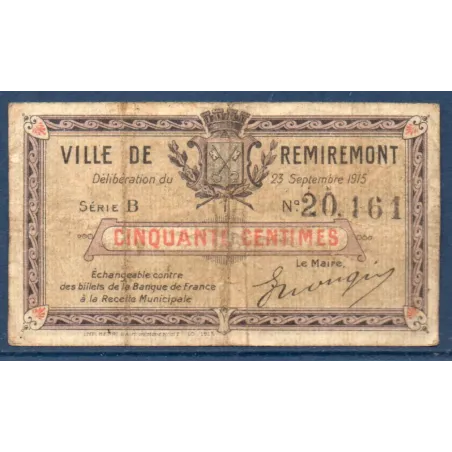 VILLE DE REMIREMONT
Délibération du 23 Septembre 1915
SÉRIE B No 20.161
CINQUANTE CENTIMES
Échangeable contre
des billets de la Banque de France
à la Recette Municipale
Le Maire,